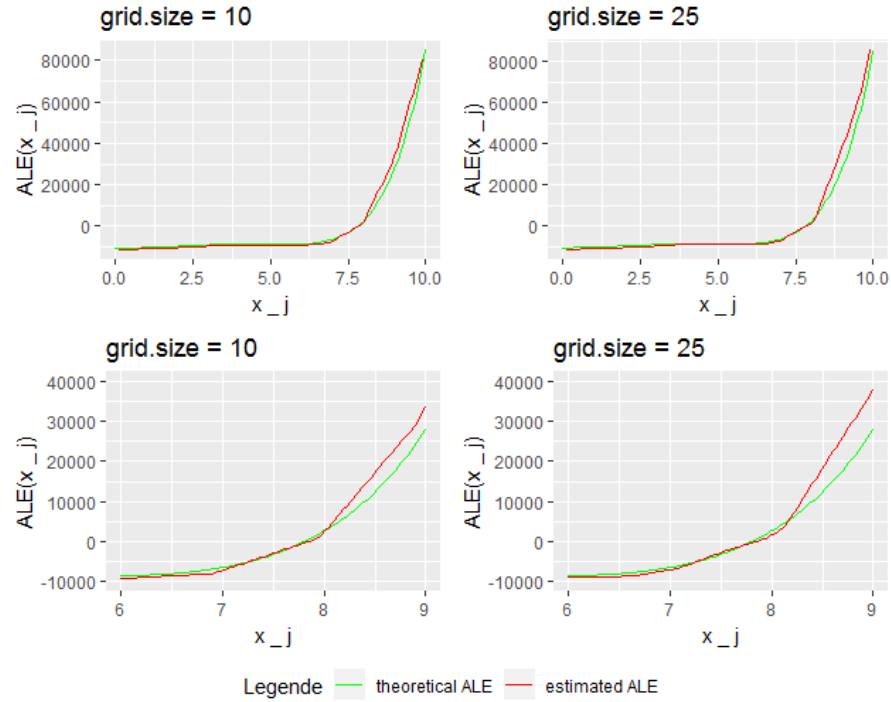 grid.size = 10
80000
60000
40000
20000
0
ALE(x _ j)
0.0 2.5 5.0 7.5 10.0
x _ j
grid.size = 25
80000
60000
40000
20000
0
ALE(x _ j)
0.0 2.5 5.0 7.5 10.0
x _ j
grid.size = 10
40000
30000
20000
10000
0
-10000
ALE(x _ j)
6 7 8 9
x _ j
grid.size = 25
40000
30000
20000
10000
0
-10000
ALE(x _ j)
6 7 8 9
x _ j
Legende theoretical ALE estimated ALE